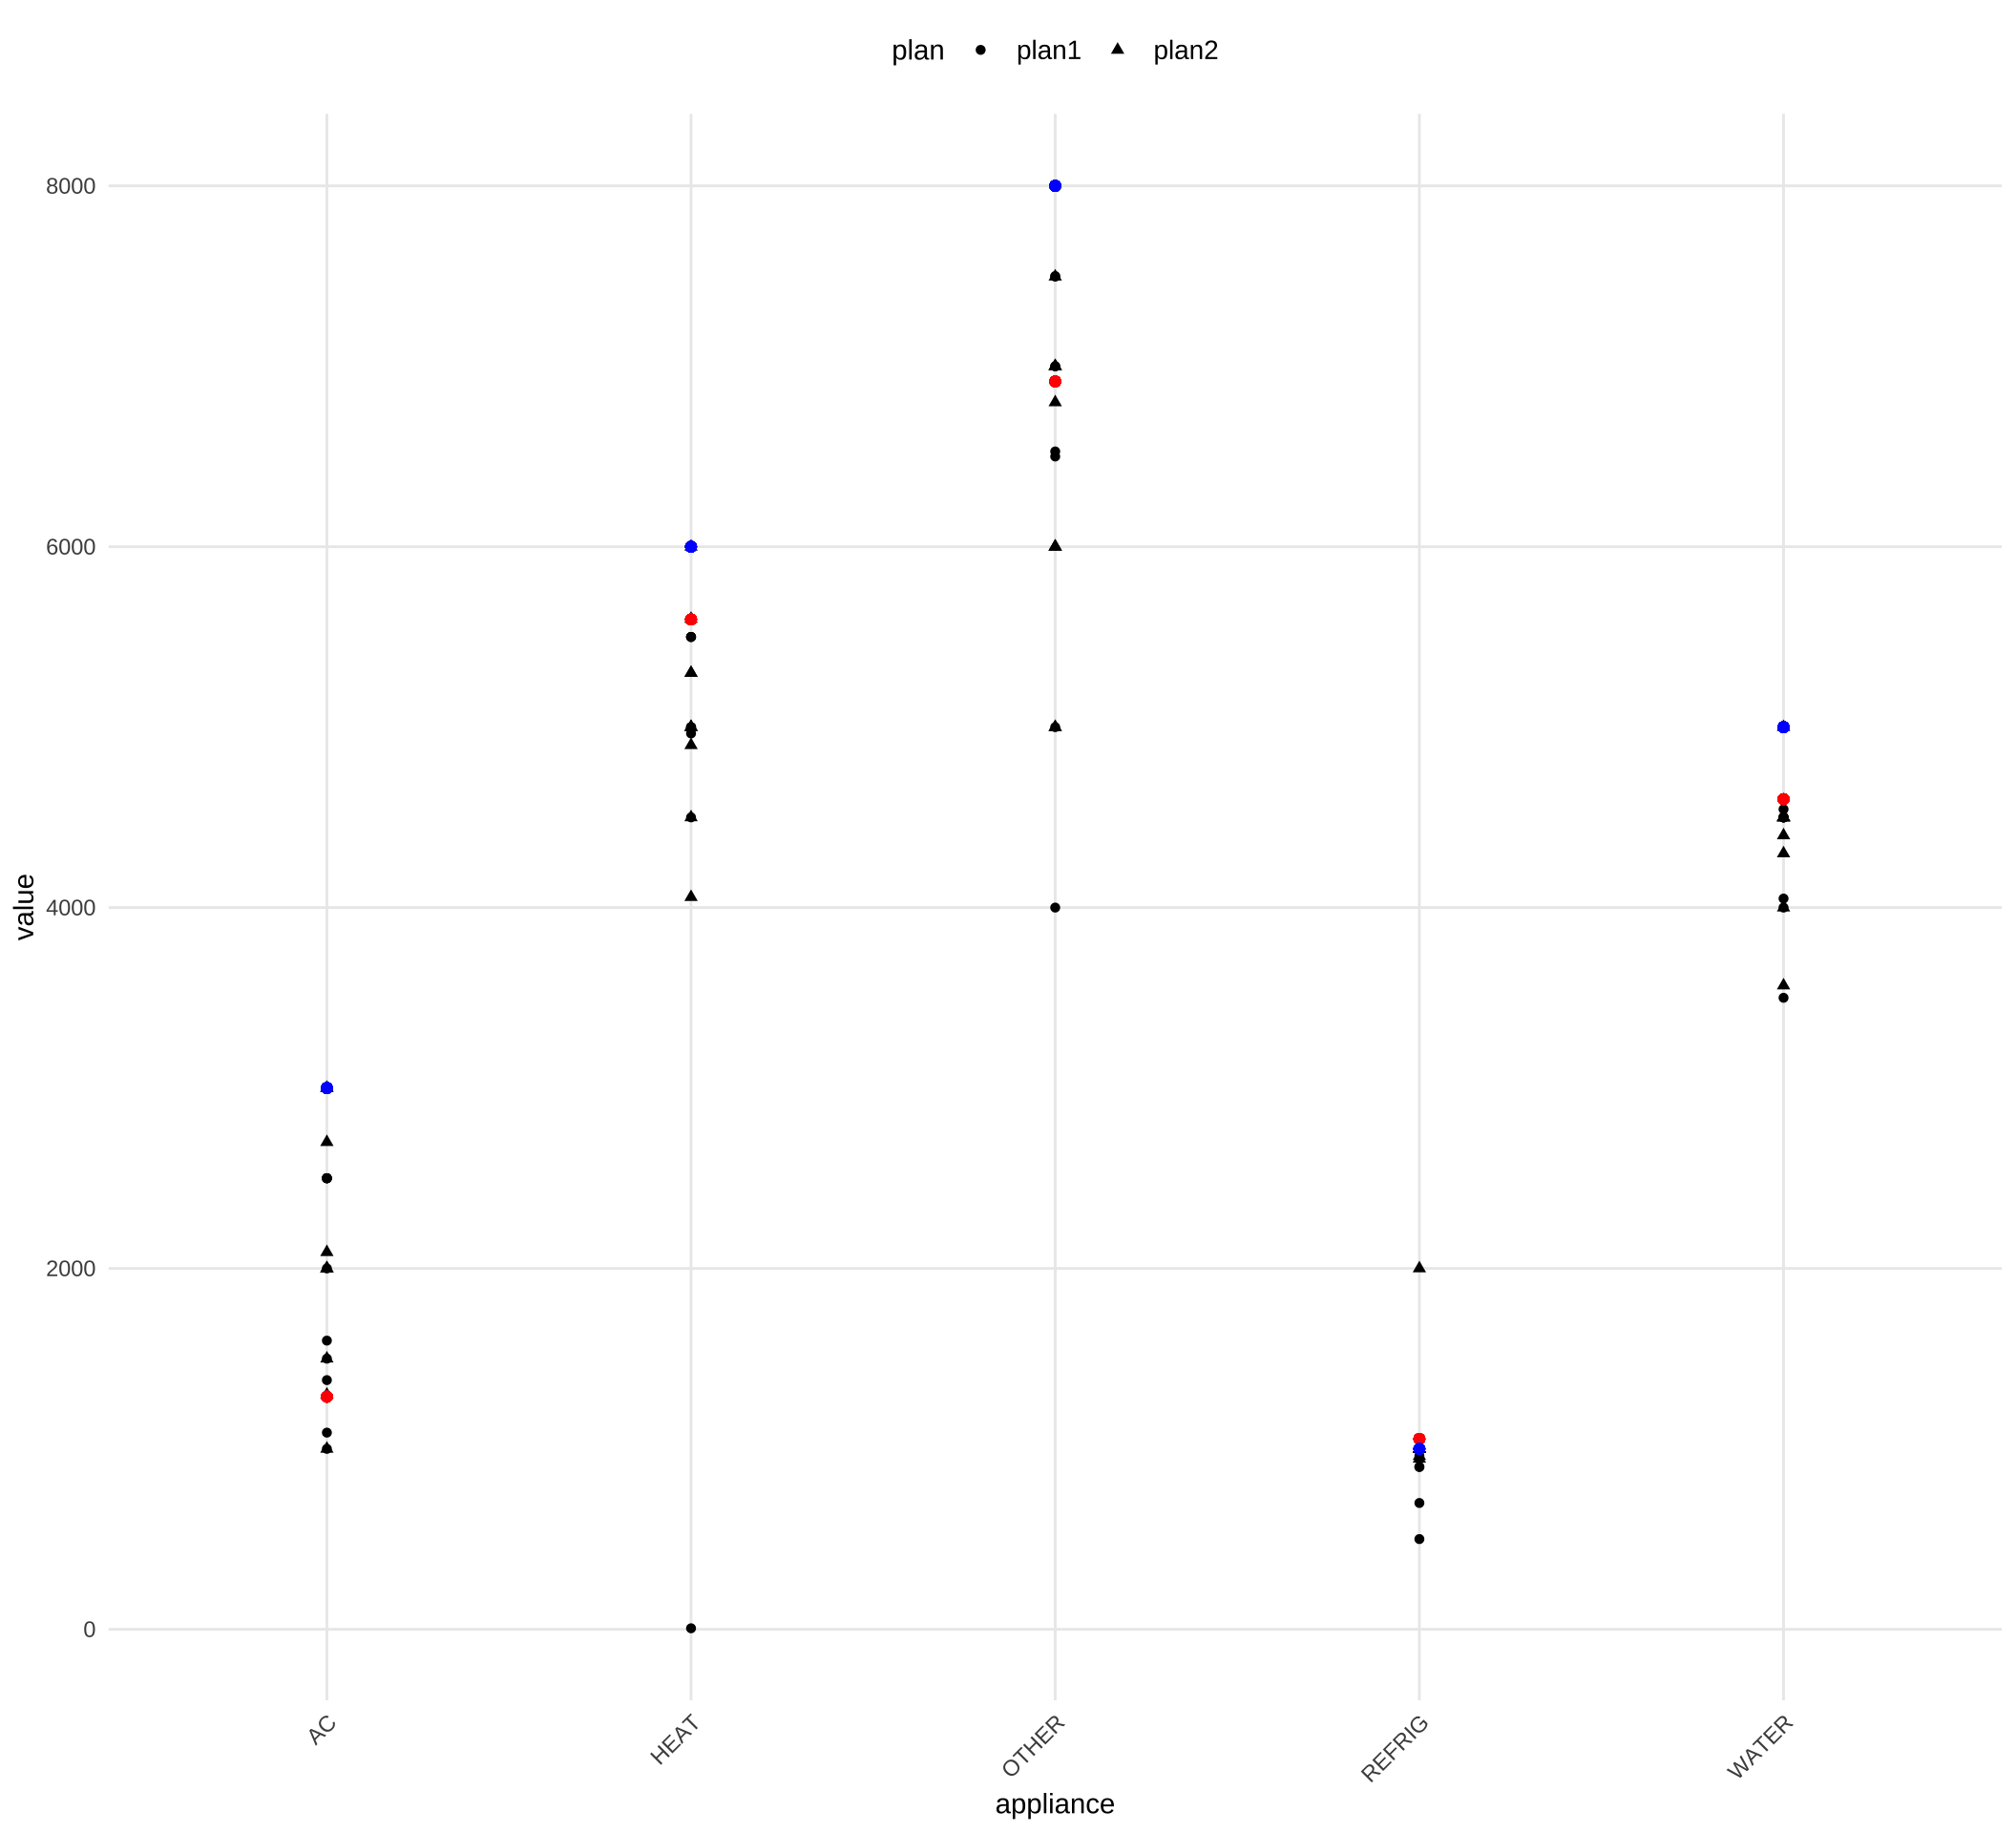 plan plan1 plan2
8000
6000
4000
2000
0
value
AC HEAT OTHER REFRIG WATER
appliance